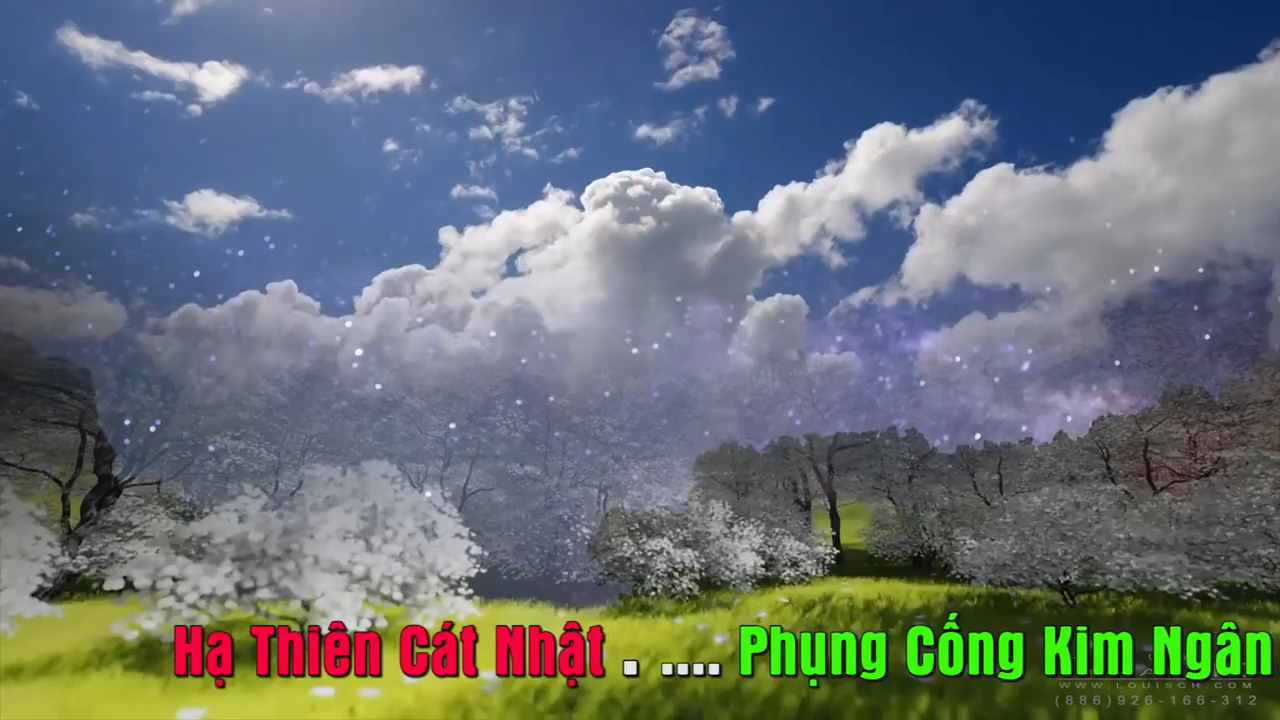 Hạ Thiên Cát Nhật . .... Phụng Cống Kim Ngân
WWW.LOUISCH.COM
(886)926-166-312